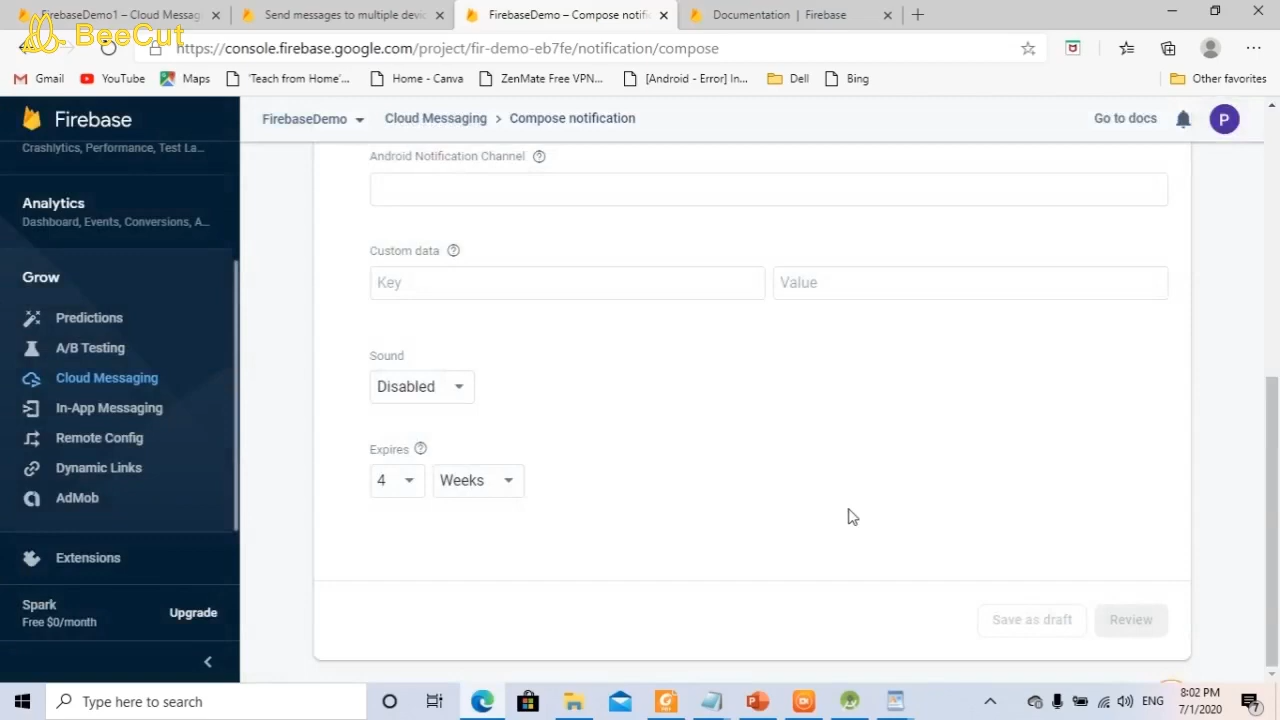 FirebaseDemo1 – Cloud Messag
Send messages to multiple devic
FirebaseDemo – Compose notifi
Documentation | Firebase
BeeCut
https://console.firebase.google.com/project/fir-demo-eb7fe/notification/compose
Gmail
YouTube
Maps
'Teach from Home'...
Home - Canva
ZenMate Free VPN...
[Android - Error] In...
Dell
Bing
Other favorites
Firebase
FirebaseDemo
Cloud Messaging > Compose notification
Go to docs
P
Crashlytics, Performance, Test La...
Analytics
Dashboard, Events, Conversions, A...
Grow
Predictions
A/B Testing
Cloud Messaging
In-App Messaging
Remote Config
Dynamic Links
AdMob
Extensions
Spark
Free $0/month
Upgrade
Android Notification Channel
Custom data
Key
Value
Sound
Disabled
Expires
4
Weeks
Save as draft
Review
Type here to search
ENG
8:02 PM
7/1/2020
7